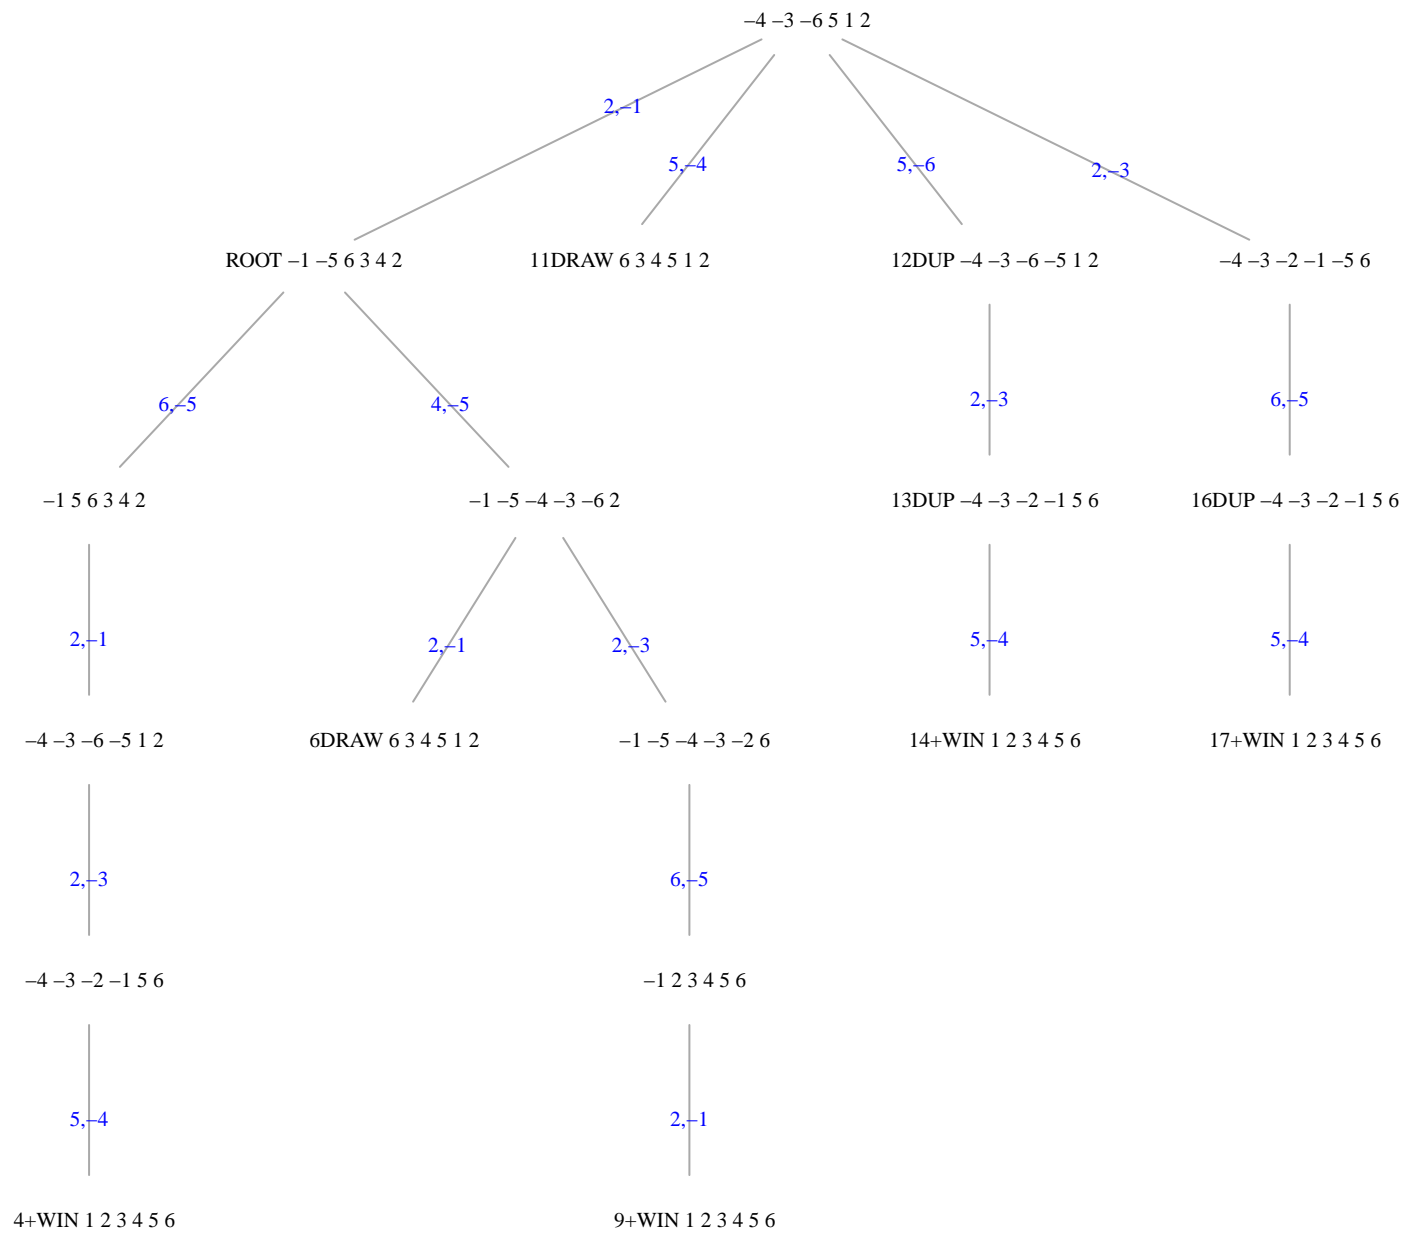 –4 –3 –6 5 1 2
2,–1
5,–4
5,–6
2,–3
ROOT –1 –5 6 3 4 2
11DRAW 6 3 4 5 1 2
12DUP –4 –3 –6 –5 1 2
–4 –3 –2 –1 –5 6
6,–5
4,–5
2,–3
6,–5
–1 5 6 3 4 2
–1 –5 –4 –3 –6 2
13DUP –4 –3 –2 –1 5 6
16DUP –4 –3 –2 –1 5 6
2,–1
2,–1
2,–3
5,–4
5,–4
–4 –3 –6 –5 1 2
6DRAW 6 3 4 5 1 2
–1 –5 –4 –3 –2 6
14+WIN 1 2 3 4 5 6
17+WIN 1 2 3 4 5 6
2,–3
6,–5
–4 –3 –2 –1 5 6
–1 2 3 4 5 6
5,–4
2,–1
4+WIN 1 2 3 4 5 6
9+WIN 1 2 3 4 5 6